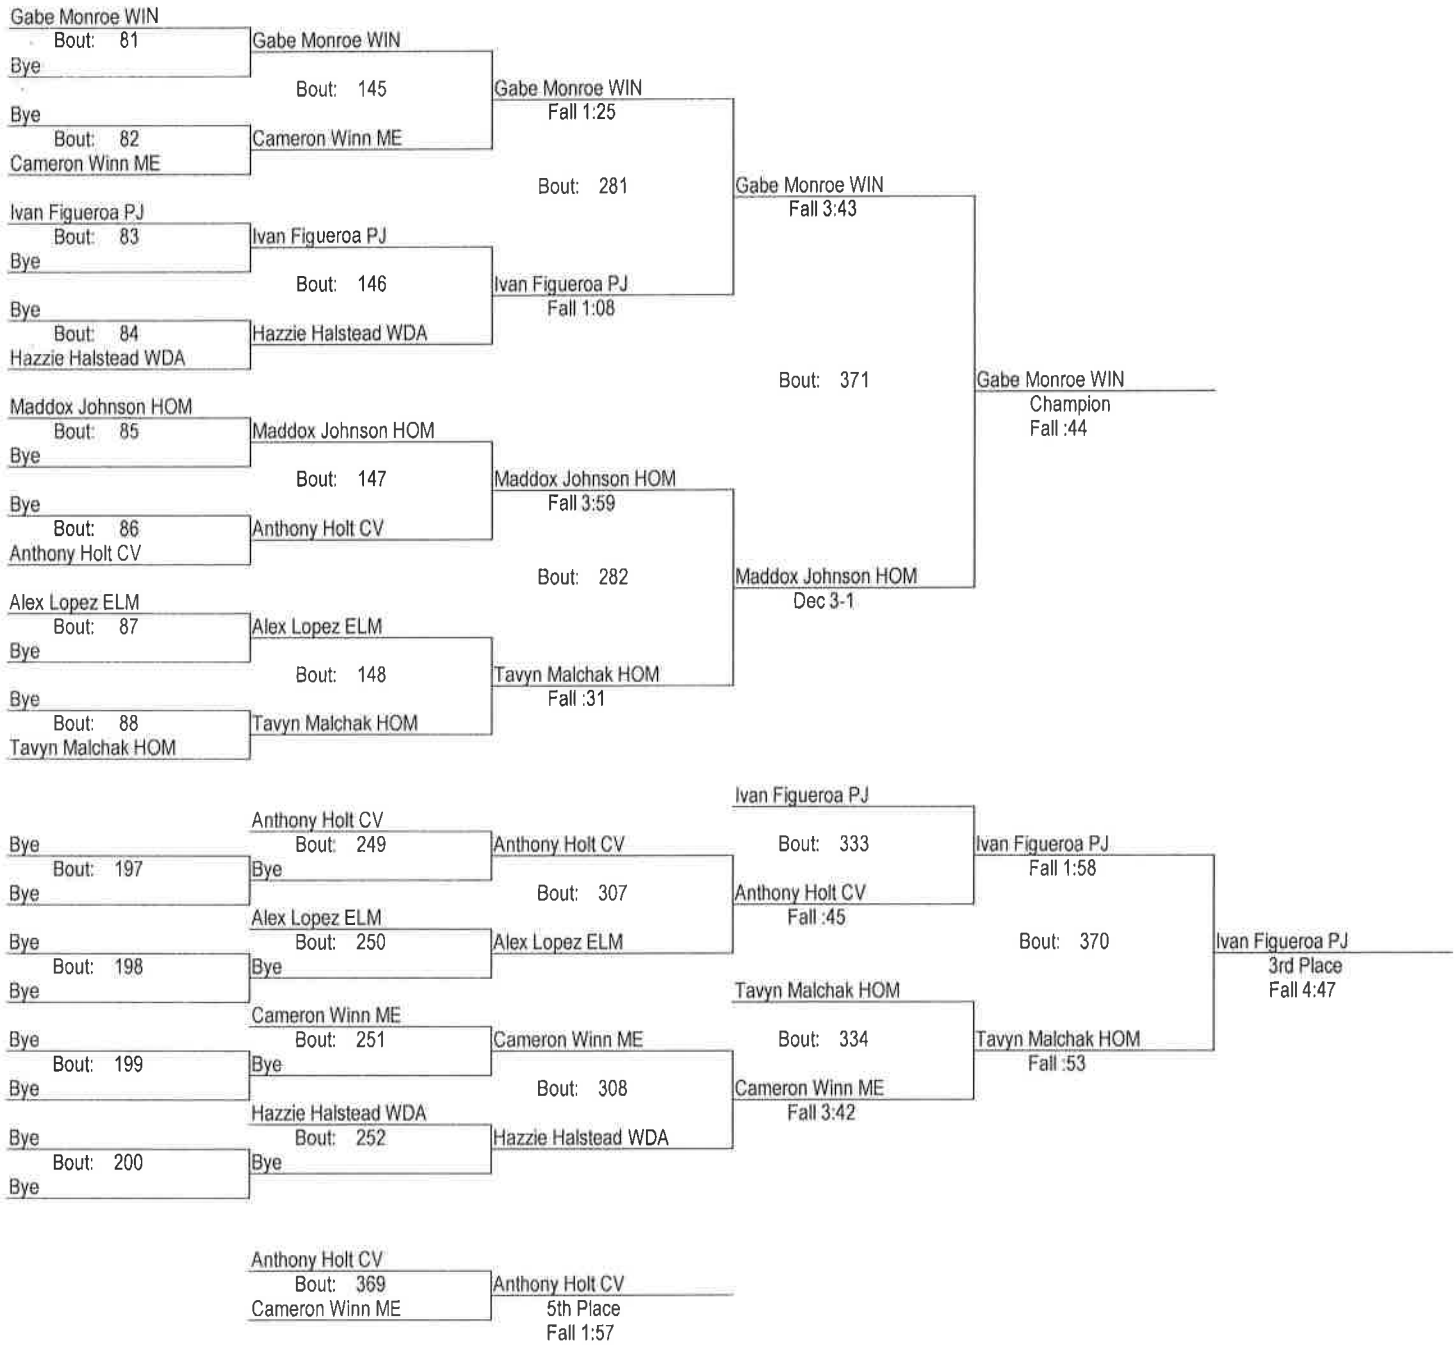 Gabe Monroe WIN
Bout: 81
Bye
Gabe Monroe WIN
Bout: 145
Bye
Bout: 82
Cameron Winn ME
Cameron Winn ME
Gabe Monroe WIN
Fall 1:25
Bout: 281
Ivan Figueroa PJ
Bout: 83
Bye
Ivan Figueroa PJ
Bout: 146
Bye
Bout: 84
Hazzie Halstead WDA
Hazzie Halstead WDA
Ivan Figueroa PJ
Fall 1:08
Gabe Monroe WIN
Fall 3:43
Bout: 371
Maddox Johnson HOM
Bout: 85
Bye
Maddox Johnson HOM
Bout: 147
Bye
Bout: 86
Anthony Holt CV
Anthony Holt CV
Maddox Johnson HOM
Fall 3:59
Bout: 282
Alex Lopez ELM
Bout: 87
Bye
Alex Lopez ELM
Bout: 148
Bye
Bout: 88
Tavyn Malchak HOM
Tavyn Malchak HOM
Tavyn Malchak HOM
Fall :31
Maddox Johnson HOM
Dec 3-1
Gabe Monroe WIN
Champion
Fall :44
Bye
Bout: 197
Bye
Anthony Holt CV
Bout: 249
Bye
Anthony Holt CV
Bout: 307
Bye
Bout: 198
Bye
Alex Lopez ELM
Bout: 250
Bye
Alex Lopez ELM
Ivan Figueroa PJ
Bout: 333
Anthony Holt CV
Fall :45
Ivan Figueroa PJ
Fall 1:58
Bout: 370
Bye
Bout: 199
Bye
Cameron Winn ME
Bout: 251
Bye
Cameron Winn ME
Bout: 308
Bye
Bout: 200
Bye
Hazzie Halstead WDA
Bout: 252
Bye
Hazzie Halstead WDA
Tavyn Malchak HOM
Bout: 334
Cameron Winn ME
Fall 3:42
Tavyn Malchak HOM
Fall :53
Ivan Figueroa PJ
3rd Place
Fall 4:47
Anthony Holt CV
Bout: 369
Cameron Winn ME
Anthony Holt CV
5th Place
Fall 1:57